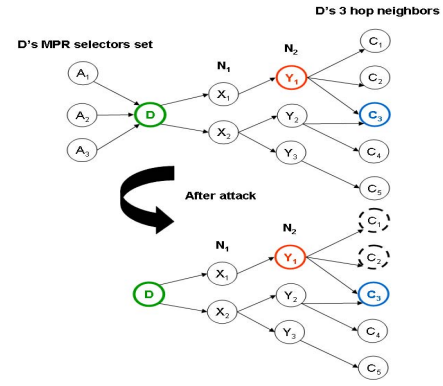 D's 3 hop neighbors
D's MPR selectors set
N2
N1
C1
A1
Y1
C2
X1
A2
D
C3
Y2
X2
A3
Y3
C4
C5
After attack
C1
N2
N1
Y1
C2
X1
D
C3
Y2
X2
Y3
C4
C5